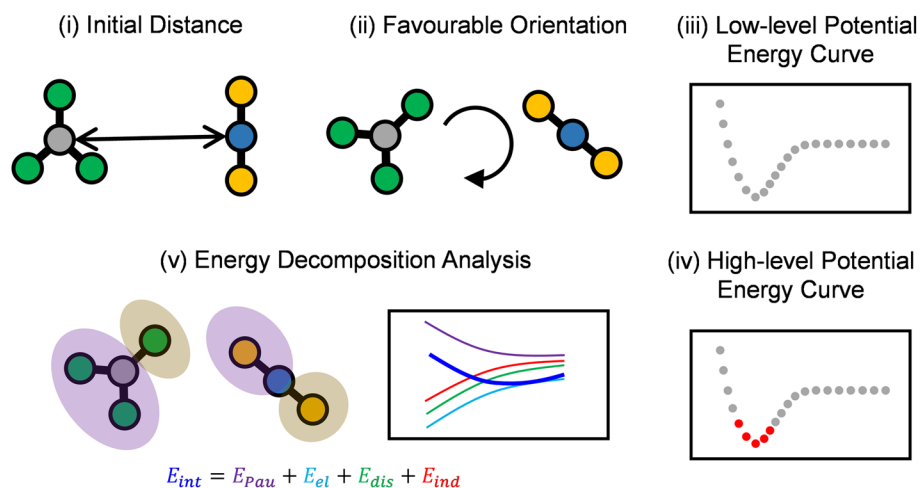 (i) Initial Distance
(ii) Favourable Orientation
(iii) Low-level Potential
Energy Curve
(v) Energy Decomposition Analysis
(iv) High-level Potential
Energy Curve
E_int = E_Pau + E_el + E_dis + E_ind